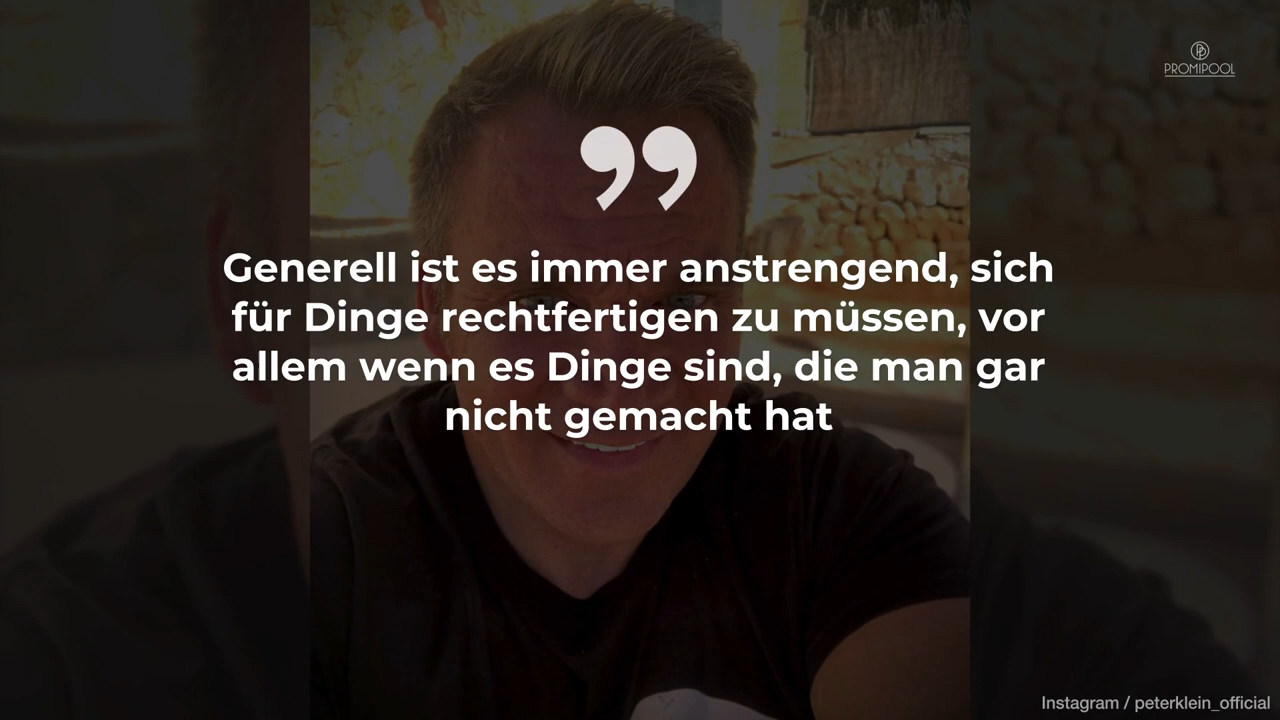 PROMIPOOL
”
Generell ist es immer anstrengend, sich
für Dinge rechtfertigen zu müssen, vor
allem wenn es Dinge sind, die man gar
nicht gemacht hat
Instagram / peterklein_official